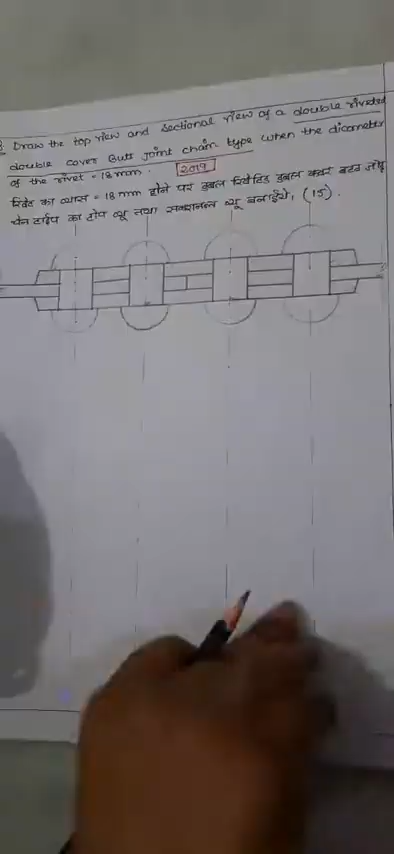 Draw the top view and sectional view of a double riveted
double cover Butt joint chain type when the diameter
of the rivet = 18 mm. 2019
रिवेट का व्यास = 18 mm होने पर डबल रिवेटिड डबल कवर बटन जोड़
चेन टाईप का टोप व्यू तथा सेक्शनल व्यू बनाईये, (15).